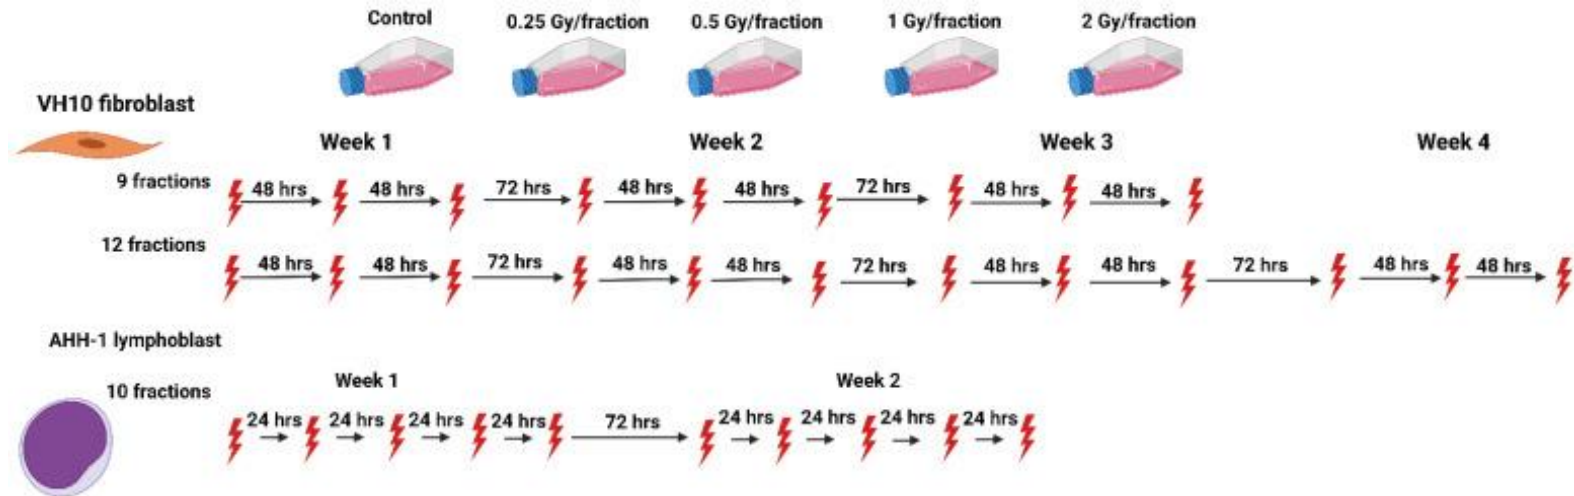 Control 0.25 Gy/fraction 0.5 Gy/fraction 1 Gy/fraction 2 Gy/fraction
VH10 fibroblast
Week 1 Week 2 Week 3 Week 4
9 fractions 48 hrs 48 hrs 72 hrs 48 hrs 48 hrs 72 hrs 48 hrs 48 hrs
12 fractions 48 hrs 48 hrs 72 hrs 48 hrs 48 hrs 72 hrs 48 hrs 48 hrs 72 hrs 48 hrs 48 hrs
AHH-1 lymphoblast
Week 1 Week 2
10 fractions 24 hrs 24 hrs 24 hrs 24 hrs 72 hrs 24 hrs 24 hrs 24 hrs 24 hrs